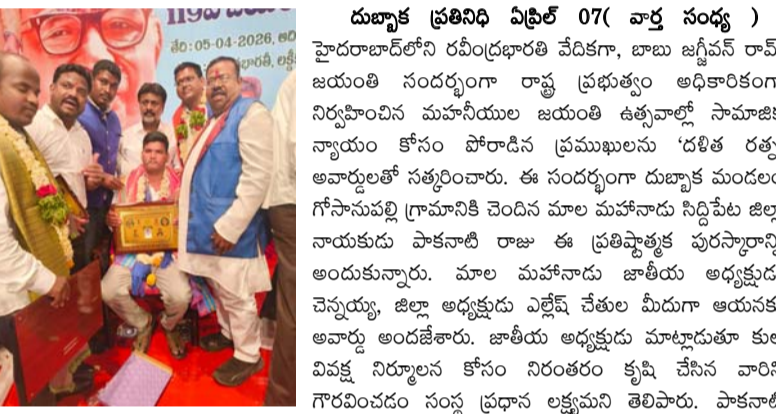 119వ
తేది : 05-04-2026,
దుబ్బాక ప్రతినిధి ఏప్రిల్ 07( వార్త సంధ్య )
హైదరాబాద్‌లోని రవీంద్రభారతి వేదికగా, బాబు జగ్జీవన్ రామ్
జయంతి సందర్భంగా రాష్ట్ర ప్రభుత్వం అధికారికంగా
నిర్వహించిన మహనీయుల జయంతి ఉత్సవాల్లో సామాజిక
న్యాయం కోసం పోరాడిన ప్రముఖులను 'దళిత రత్న
అవార్డులతో సత్కరించారు. ఈ సందర్భంగా దుబ్బాక మండలం
గోసానుపల్లి గ్రామానికి చెందిన మాల మహానాడు సిద్దిపేట జిల్లా
నాయకుడు పాకనాటి రాజు ఈ ప్రతిష్టాత్మక పురస్కారాన్ని
అందుకున్నారు. మాల మహానాడు జాతీయ అధ్యక్షుడు
చెన్నయ్య, జిల్లా అధ్యక్షుడు ఎల్లేష్ చేతుల మీదుగా ఆయనకు
అవార్డు అందజేశారు. జాతీయ అధ్యక్షుడు మాట్లాడుతూ కుల
వివక్ష నిర్మూలన కోసం నిరంతరం కృషి చేసిన వారిని
గౌరవించడం సంస్థ ప్రధాన లక్ష్యమని తెలిపారు. పాకనాటి